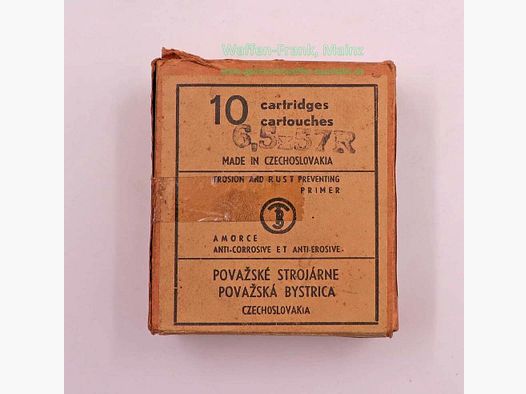 Waffen-Frank, Mainz
10 cartridges
cartouches
6,5x57R
MADE IN CZECHOSLOVAKIA
EROSION AND RUST PREVENTING
PRIMER
AMORCE
ANTI-CORROSIVE ET ANTI-EROSIVE
POVAŽSKÉ STROJÁRNE
POVAŽSKÁ BYSTRICA
CZECHOSLOVAKIA